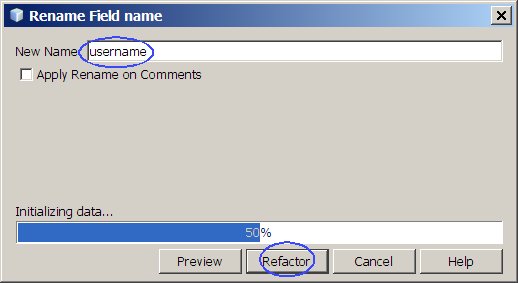 Rename Field name
New Name: username
Apply Rename on Comments
Initializing data...
50%
Preview Refactor Cancel Help